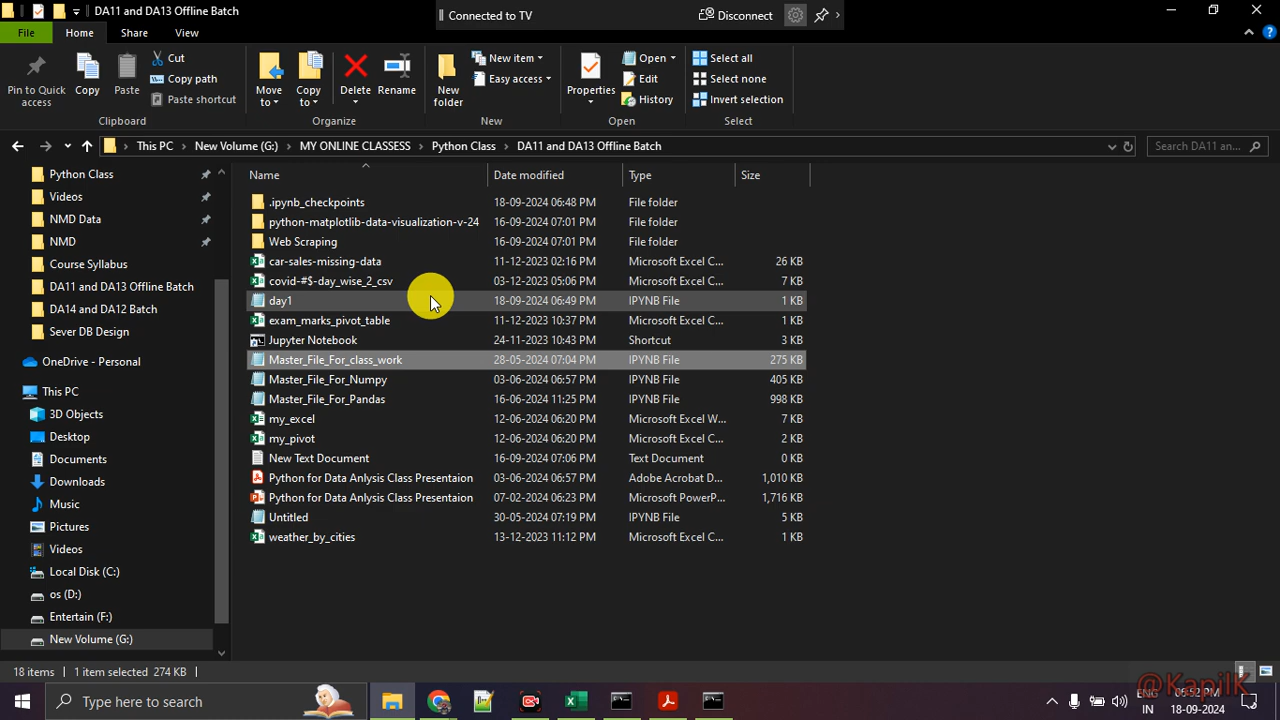 DA11 and DA13 Offline Batch
Connected to TV
Disconnect
File
Home
Share
View
Pin to Quick access
Copy
Paste
Cut
Copy path
Paste shortcut
Clipboard
Move to
Copy to
Delete
Rename
Organize
New folder
New item
Easy access
New
Properties
Open
Edit
History
Open
Select all
Select none
Invert selection
Select
This PC > New Volume (G:) > MY ONLINE CLASSESS > Python Class > DA11 and DA13 Offline Batch
Search DA11 an...
Python Class
Videos
NMD Data
NMD
Course Syllabus
DA11 and DA13 Offline Batch
DA14 and DA12 Batch
Sever DB Design
OneDrive - Personal
This PC
3D Objects
Desktop
Documents
Downloads
Music
Pictures
Videos
Local Disk (C:)
os (D:)
Entertain (F:)
New Volume (G:)
Name Date modified Type Size
.ipynb_checkpoints 18-09-2024 06:48 PM File folder
python-matplotlib-data-visualization-v-24 16-09-2024 07:01 PM File folder
Web Scraping 16-09-2024 07:01 PM File folder
car-sales-missing-data 11-12-2023 02:16 PM Microsoft Excel C... 26 KB
covid-#$-day_wise_2_csv 03-12-2023 05:06 PM Microsoft Excel C... 7 KB
day1 18-09-2024 06:49 PM IPYNB File 1 KB
exam_marks_pivot_table 11-12-2023 10:37 PM Microsoft Excel C... 1 KB
Jupyter Notebook 24-11-2023 10:43 PM Shortcut 3 KB
Master_File_For_class_work 28-05-2024 07:04 PM IPYNB File 275 KB
Master_File_For_Numpy 03-06-2024 06:57 PM IPYNB File 405 KB
Master_File_For_Pandas 16-06-2024 11:25 PM IPYNB File 998 KB
my_excel 12-06-2024 06:20 PM Microsoft Excel W... 7 KB
my_pivot 12-06-2024 06:20 PM Microsoft Excel C... 2 KB
New Text Document 16-09-2024 07:06 PM Text Document 0 KB
Python for Data Anlysis Class Presentaion 03-06-2024 06:57 PM Adobe Acrobat D... 1,010 KB
Python for Data Anlysis Class Presentaion 07-02-2024 06:23 PM Microsoft PowerP... 1,716 KB
Untitled 30-05-2024 07:19 PM IPYNB File 5 KB
weather_by_cities 13-12-2023 11:12 PM Microsoft Excel C... 1 KB
18 items 1 item selected 274 KB
@KapilK
Type here to search
ENG
IN
06:52 PM
18-09-2024